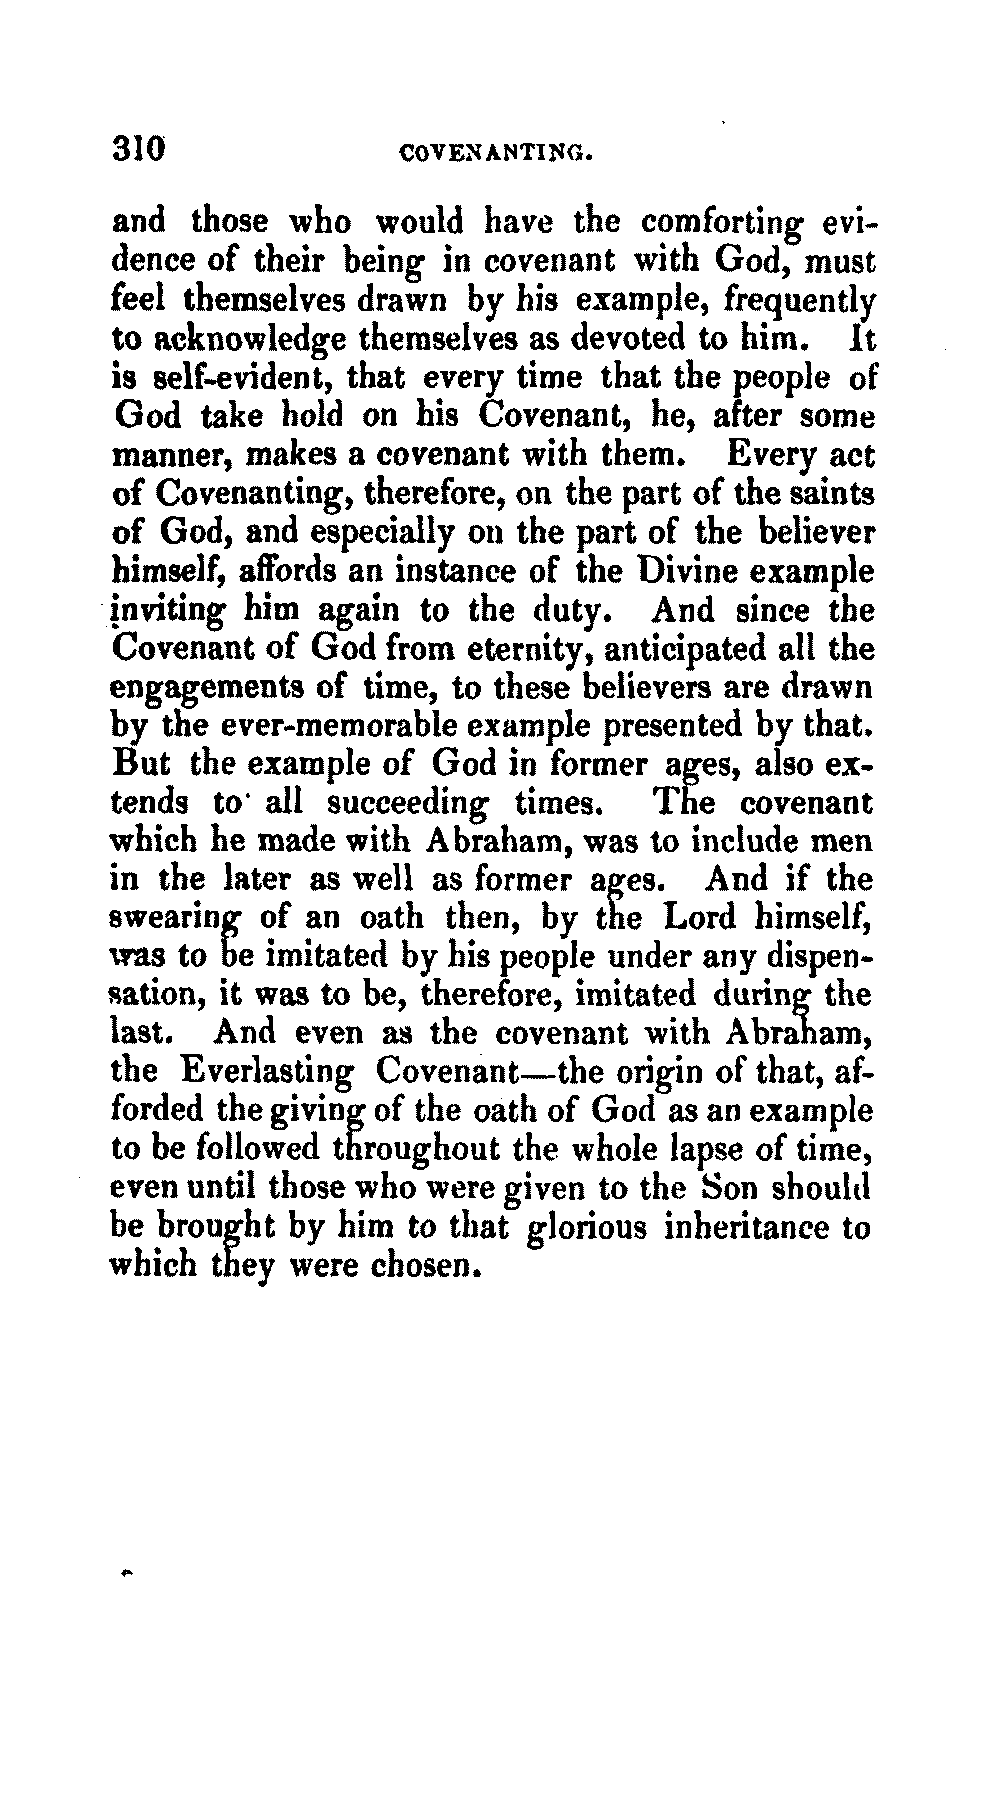 310 COVENANTING.
and those who would have the comforting evi-
dence of their being in covenant with God, must
feel themselves drawn by his example, frequently
to acknowledge themselves as devoted to him. It
is self-evident, that every time that the people of
God take hold on his Covenant, he, after some
manner, makes a covenant with them. Every act
of Covenanting, therefore, on the part of the saints
of God, and especially on the part of the believer
himself, affords an instance of the Divine example
inviting him again to the duty. And since the
Covenant of God from eternity, anticipated all the
engagements of time, to these believers are drawn
by the ever-memorable example presented by that.
But the example of God in former ages, also ex-
tends to all succeeding times. The covenant
which he made with Abraham, was to include men
in the later as well as former ages. And if the
swearing of an oath then, by the Lord himself,
was to be imitated by his people under any dispen-
sation, it was to be, therefore, imitated during the
last. And even as the covenant with Abraham,
the Everlasting Covenant—the origin of that, af-
forded the giving of the oath of God as an example
to be followed throughout the whole lapse of time,
even until those who were given to the Son should
be brought by him to that glorious inheritance to
which they were chosen.